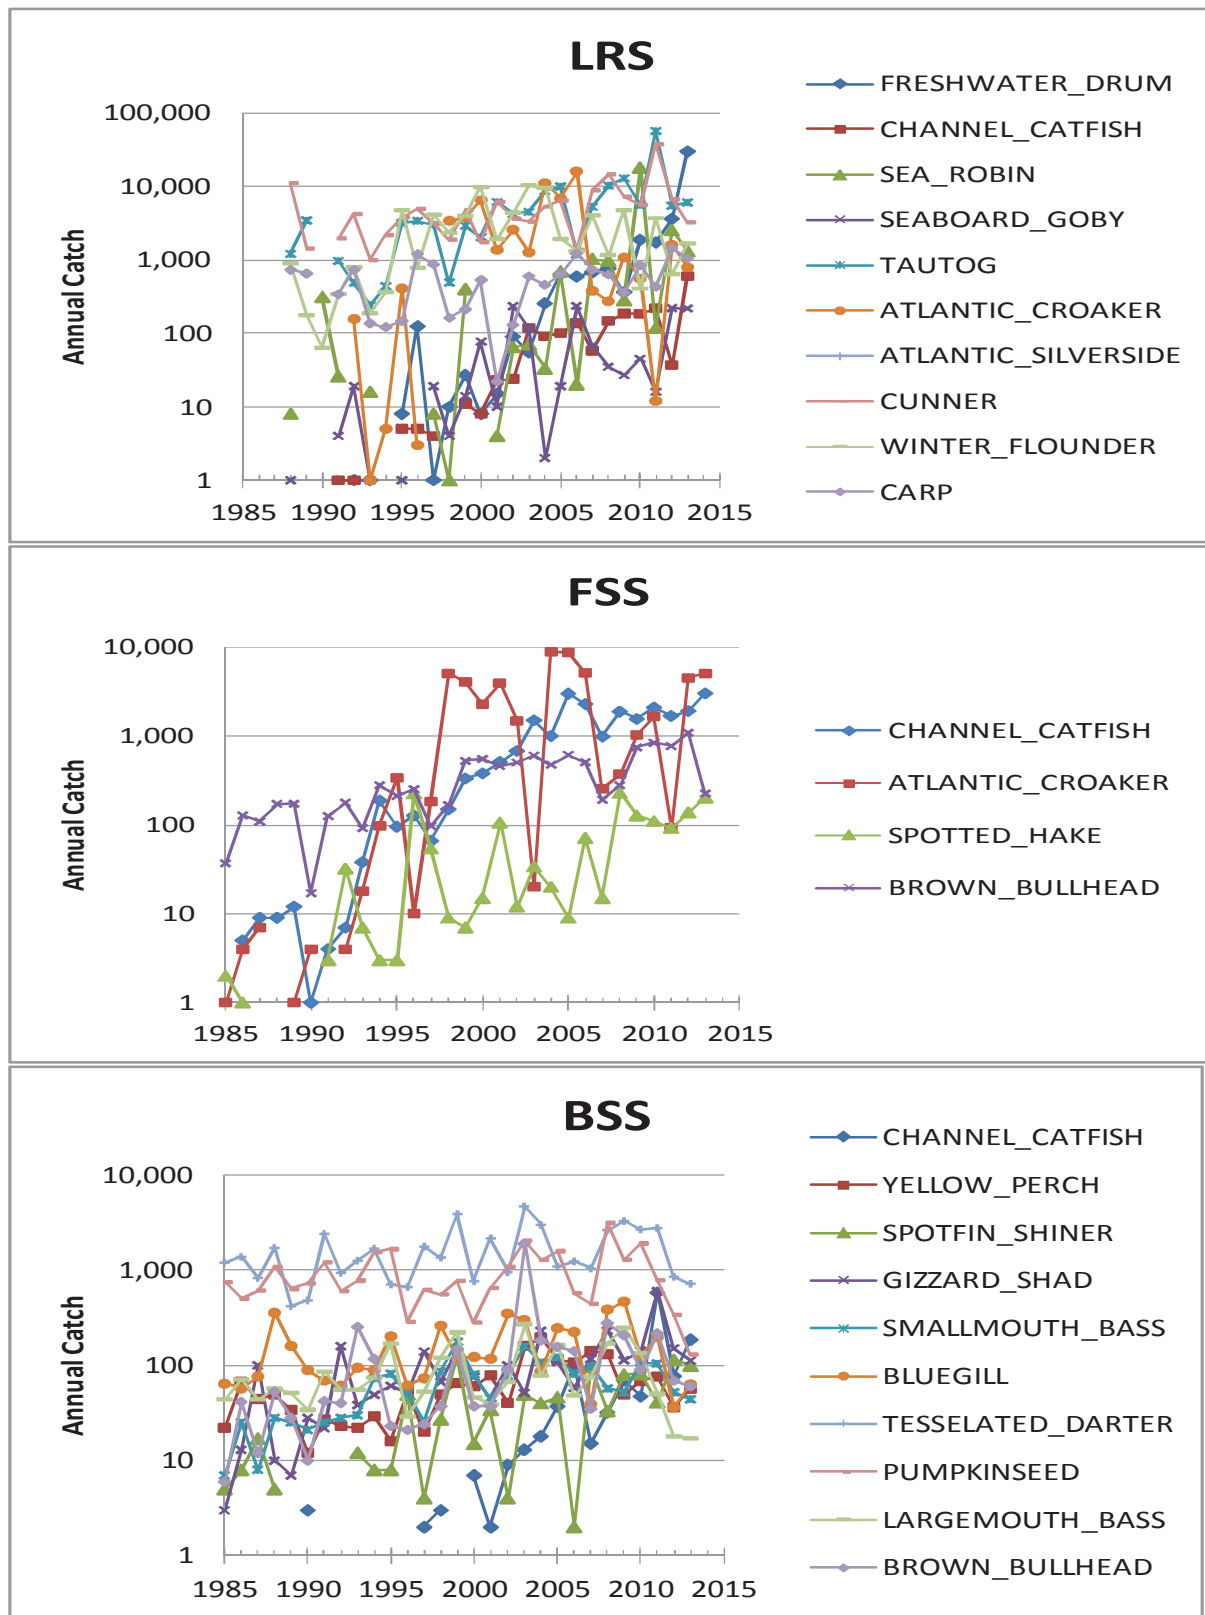 LRS
100,000
10,000
1,000
100
10
1
Annual Catch
1985 1990 1995 2000 2005 2010 2015
FRESHWATER_DRUM
CHANNEL_CATFISH
SEA_ROBIN
SEABOARD_GOBY
TAUTOG
ATLANTIC_CROAKER
ATLANTIC_SILVERSIDE
CUNNER
WINTER_FLOUNDER
CARP
FSS
10,000
1,000
100
10
1
Annual Catch
1985 1990 1995 2000 2005 2010 2015
CHANNEL_CATFISH
ATLANTIC_CROAKER
SPOTTED_HAKE
BROWN_BULLHEAD
BSS
10,000
1,000
100
10
1
Annual Catch
1985 1990 1995 2000 2005 2010 2015
CHANNEL_CATFISH
YELLOW_PERCH
SPOTFIN_SHINER
GIZZARD_SHAD
SMALLMOUTH_BASS
BLUEGILL
TESSELATED_DARTER
PUMPKINSEED
LARGEMOUTH_BASS
BROWN_BULLHEAD